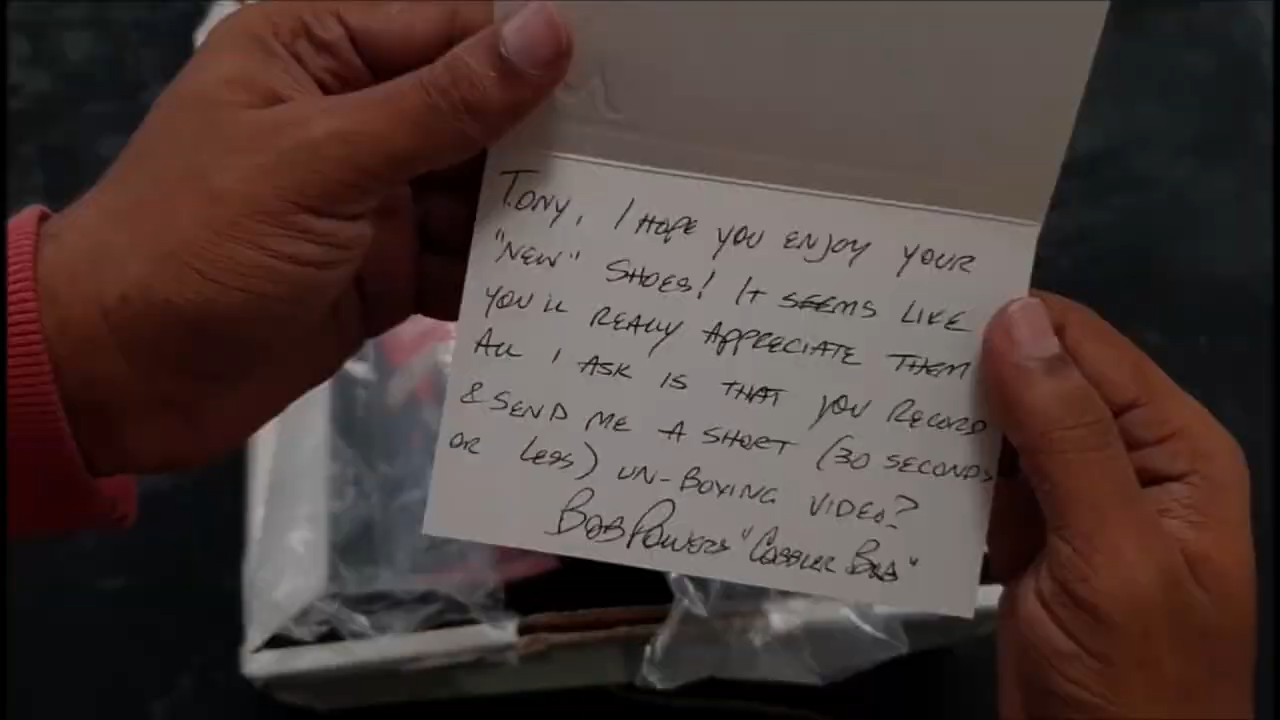 TONY, I HOPE YOU ENJOY YOUR
"NEW" SHOES! IT SEEMS LIKE
YOU'LL REALLY APPRECIATE THEM
ALL I ASK IS THAT YOU RECORD
& SEND ME A SHORT (30 SECONDS
OR LESS) UN-BOXING VIDEO?
BOB POWERS "COBBLER BOB"